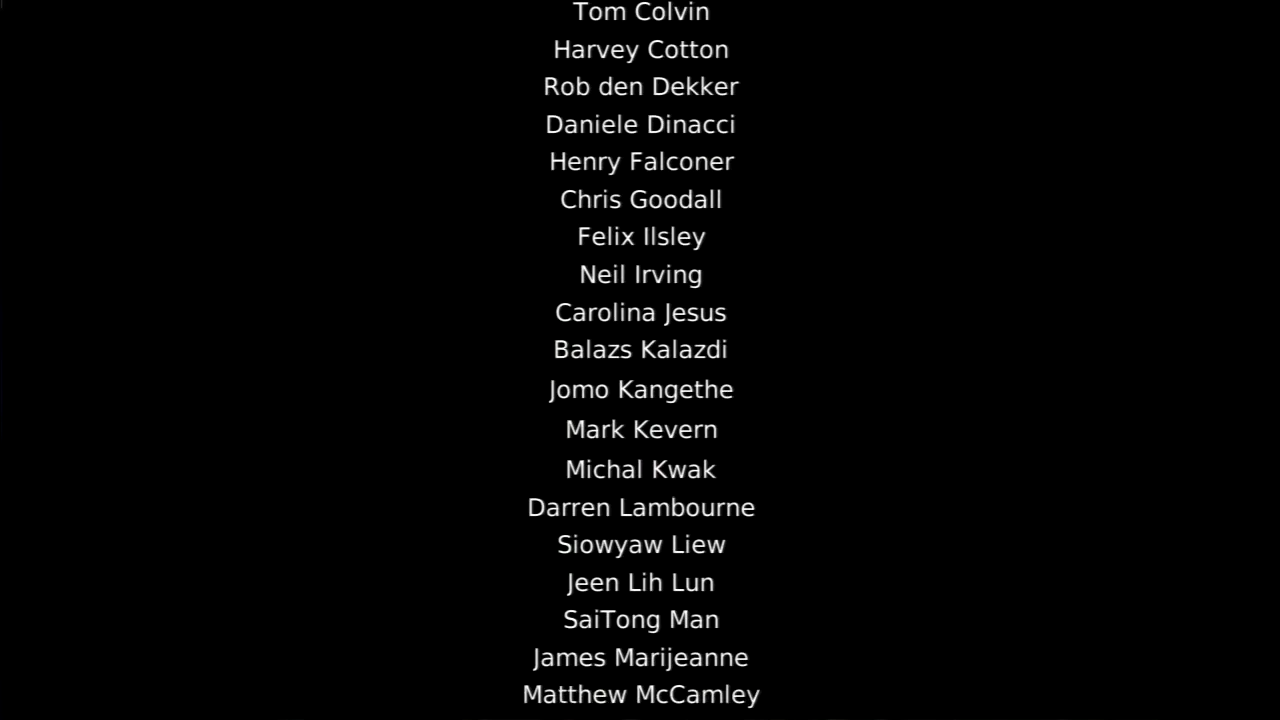 Tom Colvin
Harvey Cotton
Rob den Dekker
Daniele Dinacci
Henry Falconer
Chris Goodall
Felix Ilsley
Neil Irving
Carolina Jesus
Balazs Kalazdi
Jomo Kangethe
Mark Kevern
Michal Kwak
Darren Lambourne
Siowyaw Liew
Jeen Lih Lun
SaiTong Man
James Marijeanne
Matthew McCamley